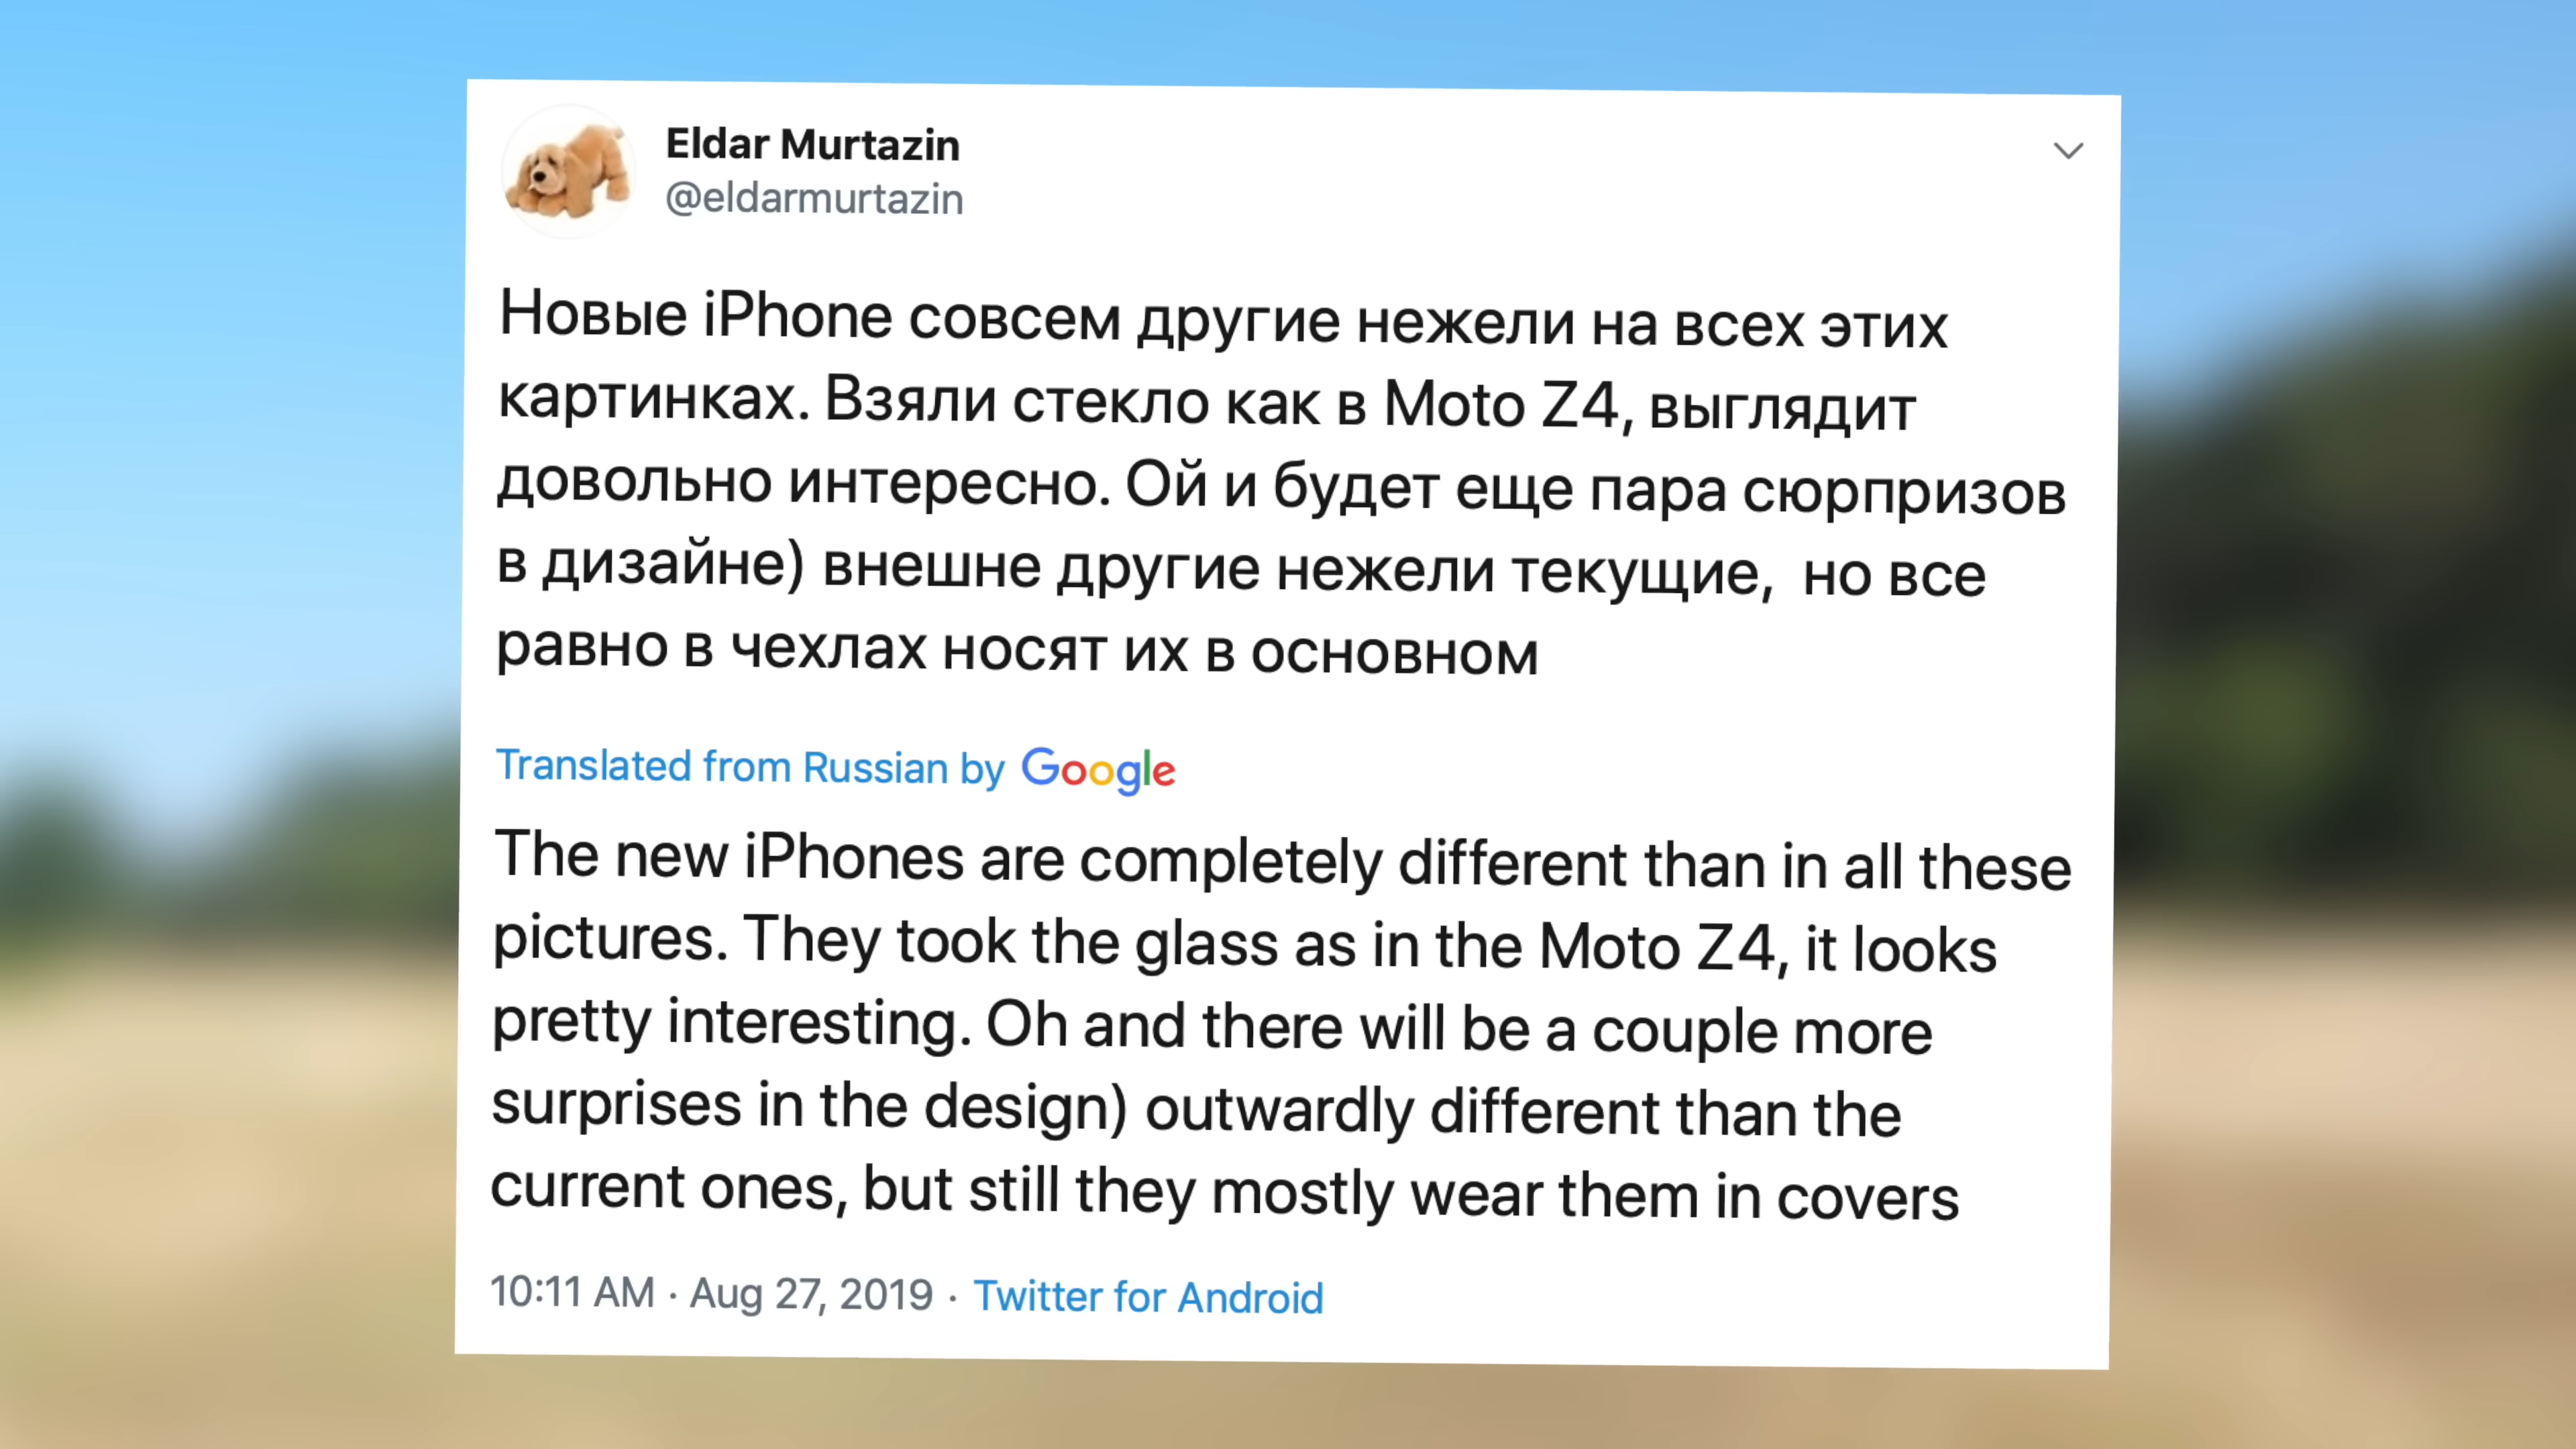 Eldar Murtazin
@eldarmurtazin
Новые iPhone совсем другие нежели на всех этих
картинках. Взяли стекло как в Moto Z4, выглядит
довольно интересно. Ой и будет еще пара сюрпризов
в дизайне) внешне другие нежели текущие,  но все
равно в чехлах носят их в основном
Translated from Russian by Google
The new iPhones are completely different than in all these
pictures. They took the glass as in the Moto Z4, it looks
pretty interesting. Oh and there will be a couple more
surprises in the design) outwardly different than the
current ones, but still they mostly wear them in covers
10:11 AM · Aug 27, 2019 · Twitter for Android